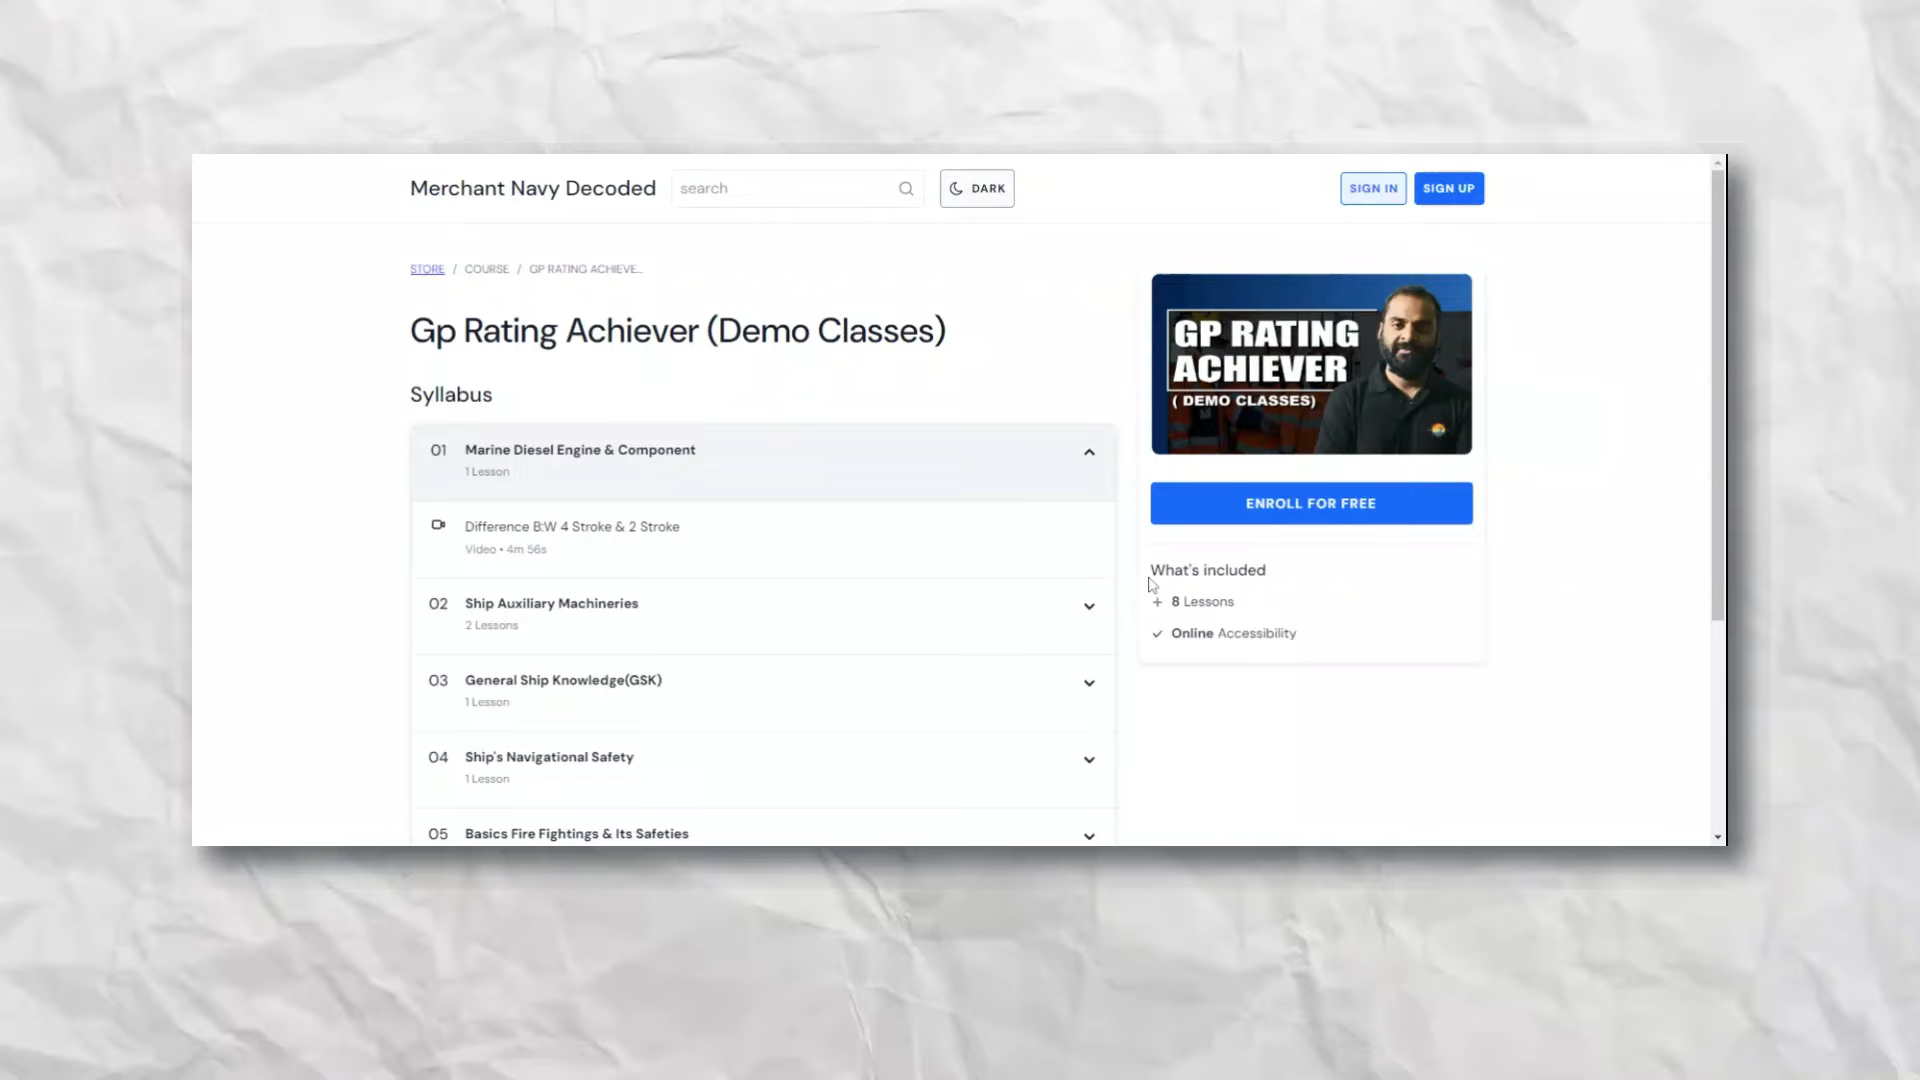 Merchant Navy Decoded
search
DARK
SIGN IN
SIGN UP
STORE / COURSE / GP RATING ACHIEVE...
Gp Rating Achiever (Demo Classes)
Syllabus
01 Marine Diesel Engine & Component
1 Lesson
Difference B:W 4 Stroke & 2 Stroke
Video • 4m 56s
02 Ship Auxiliary Machineries
2 Lessons
03 General Ship Knowledge(GSK)
1 Lesson
04 Ship's Navigational Safety
1 Lesson
05 Basics Fire Fightings & Its Safeties
GP RATING
ACHIEVER
( DEMO CLASSES)
ENROLL FOR FREE
What's included
8 Lessons
Online Accessibility